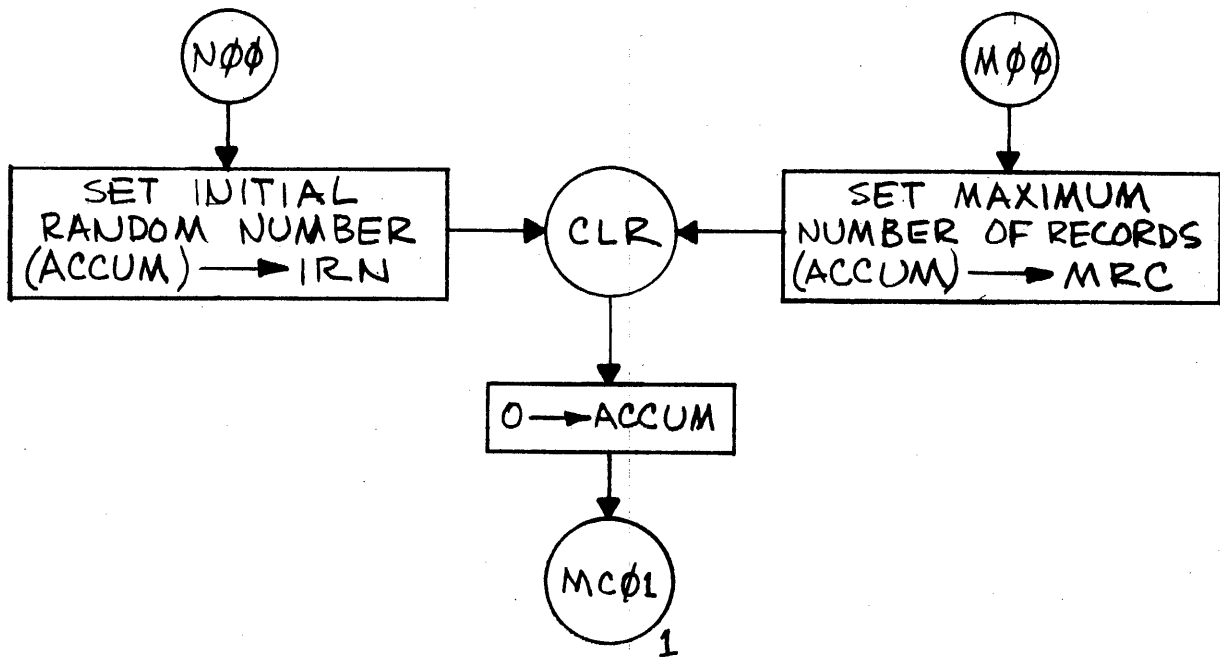 NØØ
MØØ
SET INITIAL
RANDOM NUMBER
(ACCUM) → IRN
CLR
SET MAXIMUM
NUMBER OF RECORDS
(ACCUM) → MRC
0 → ACCUM
MCØ1
1